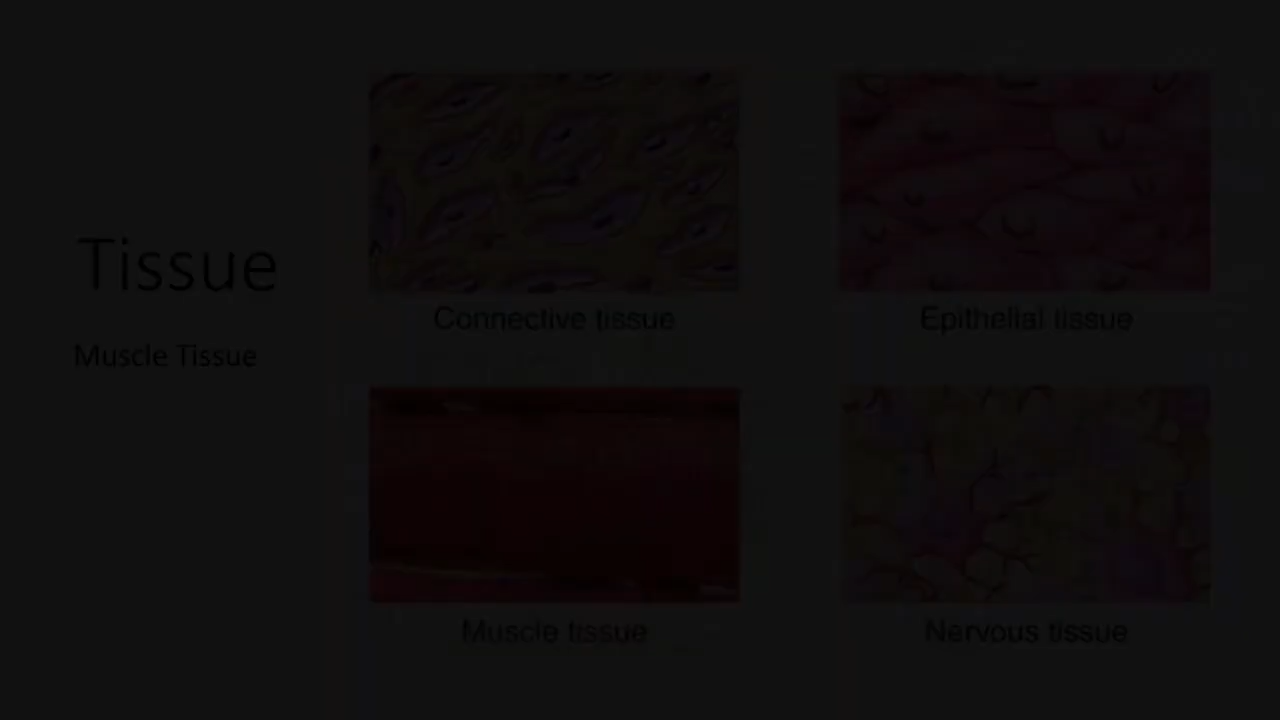 Tissue
Muscle Tissue
Connective tissue
Epithelial tissue
Muscle tissue
Nervous tissue